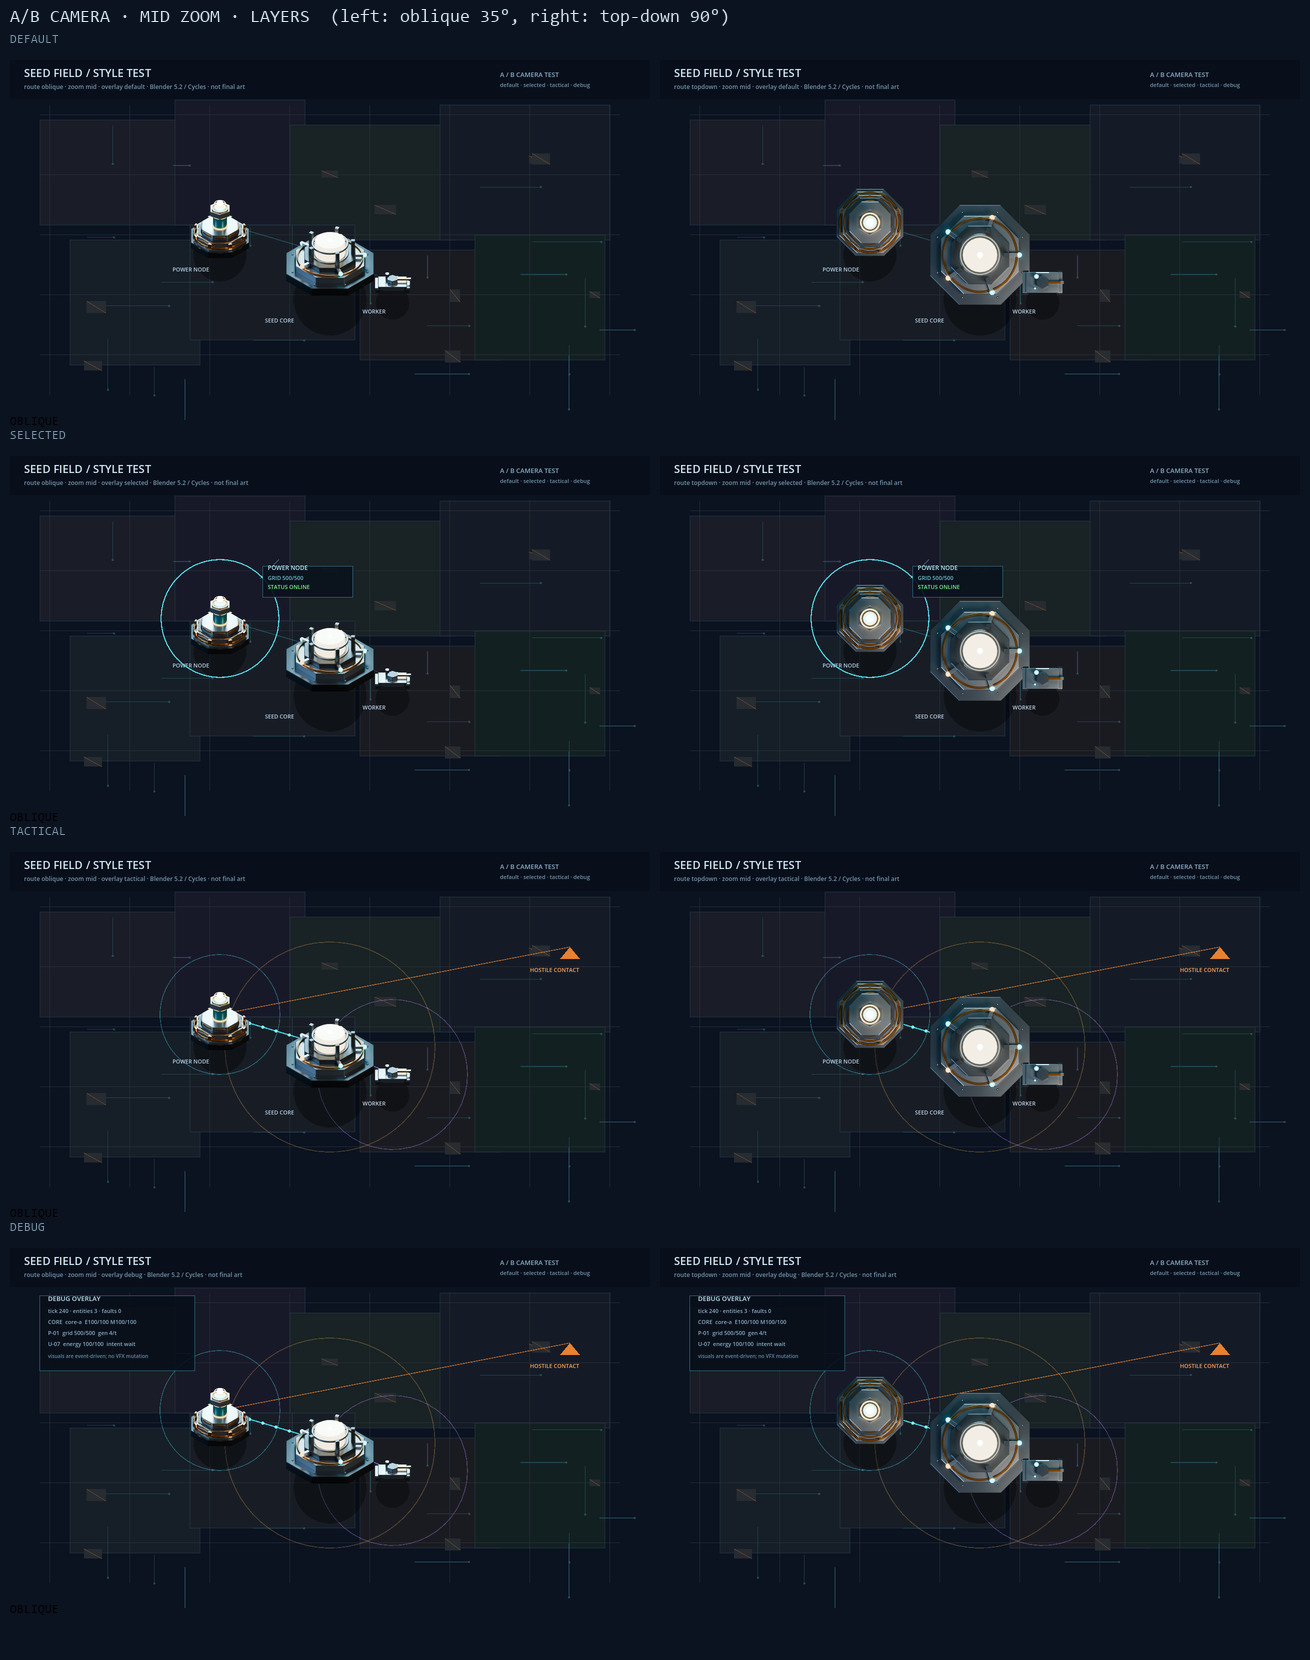 A/B CAMERA · MID ZOOM · LAYERS (left: oblique 35°, right: top-down 90°)
DEFAULT
SEED FIELD / STYLE TEST
route oblique · zoom mid · overlay default · Blender 5.2 / Cycles · not final art
A / B CAMERA TEST
default · selected · tactical · debug
POWER NODE
SEED CORE
WORKER
SEED FIELD / STYLE TEST
route topdown · zoom mid · overlay default · Blender 5.2 / Cycles · not final art
A / B CAMERA TEST
default · selected · tactical · debug
POWER NODE
SEED CORE
WORKER
OBLIQUE
SELECTED
SEED FIELD / STYLE TEST
route oblique · zoom mid · overlay selected · Blender 5.2 / Cycles · not final art
A / B CAMERA TEST
default · selected · tactical · debug
POWER NODE
GRID 500/500
STATUS ONLINE
POWER NODE
SEED CORE
WORKER
SEED FIELD / STYLE TEST
route topdown · zoom mid · overlay selected · Blender 5.2 / Cycles · not final art
A / B CAMERA TEST
default · selected · tactical · debug
POWER NODE
GRID 500/500
STATUS ONLINE
POWER NODE
SEED CORE
WORKER
OBLIQUE
TACTICAL
SEED FIELD / STYLE TEST
route oblique · zoom mid · overlay tactical · Blender 5.2 / Cycles · not final art
A / B CAMERA TEST
default · selected · tactical · debug
HOSTILE CONTACT
POWER NODE
SEED CORE
WORKER
SEED FIELD / STYLE TEST
route topdown · zoom mid · overlay tactical · Blender 5.2 / Cycles · not final art
A / B CAMERA TEST
default · selected · tactical · debug
HOSTILE CONTACT
POWER NODE
SEED CORE
WORKER
OBLIQUE
DEBUG
SEED FIELD / STYLE TEST
route oblique · zoom mid · overlay debug · Blender 5.2 / Cycles · not final art
A / B CAMERA TEST
default · selected · tactical · debug
DEBUG OVERLAY
tick 240 · entities 3 · faults 0
CORE core-a E100/100 M100/100
P-01 grid 500/500 gen 4/t
U-07 energy 100/100 intent wait
visuals are event-driven; no VFX mutation
HOSTILE CONTACT
SEED FIELD / STYLE TEST
route topdown · zoom mid · overlay debug · Blender 5.2 / Cycles · not final art
A / B CAMERA TEST
default · selected · tactical · debug
DEBUG OVERLAY
tick 240 · entities 3 · faults 0
CORE core-a E100/100 M100/100
P-01 grid 500/500 gen 4/t
U-07 energy 100/100 intent wait
visuals are event-driven; no VFX mutation
HOSTILE CONTACT
OBLIQUE